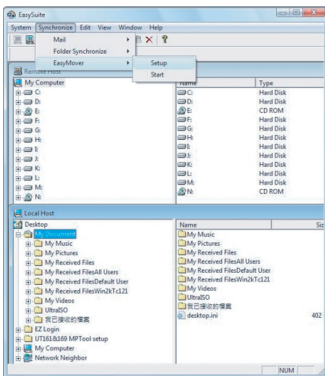 EasySuite
System Synchronize Edit View Window Help
Mail
Folder Synchronize
EasyMover
Setup
Start
Remote Host
My Computer
C:
D:
E:
F:
G:
H:
I:
J:
K:
L:
M:
N:
Name Type
C: Hard Disk
D: Hard Disk
E: CD ROM
F: Hard Disk
G: Hard Disk
H: Hard Disk
I: Hard Disk
J: Hard Disk
K: Hard Disk
L: Hard Disk
M: Hard Disk
N: CD ROM
Local Host
Desktop
My Document
My Music
My Pictures
My Received Files
My Received FilesAll Users
My Received FilesDefault User
My Received FilesWin2kTc121
My Videos
UltraISO
我已接收的檔案
EZ Login
UT161&169 MPTool setup
My Computer
Network Neighbor
Name Siz
My Music
My Pictures
My Received Files
My Received FilesAll Users
My Received FilesDefault User
My Received FilesWin2kTc121
My Videos
UltraISO
我已接收的檔案
desktop.ini 402
NUM